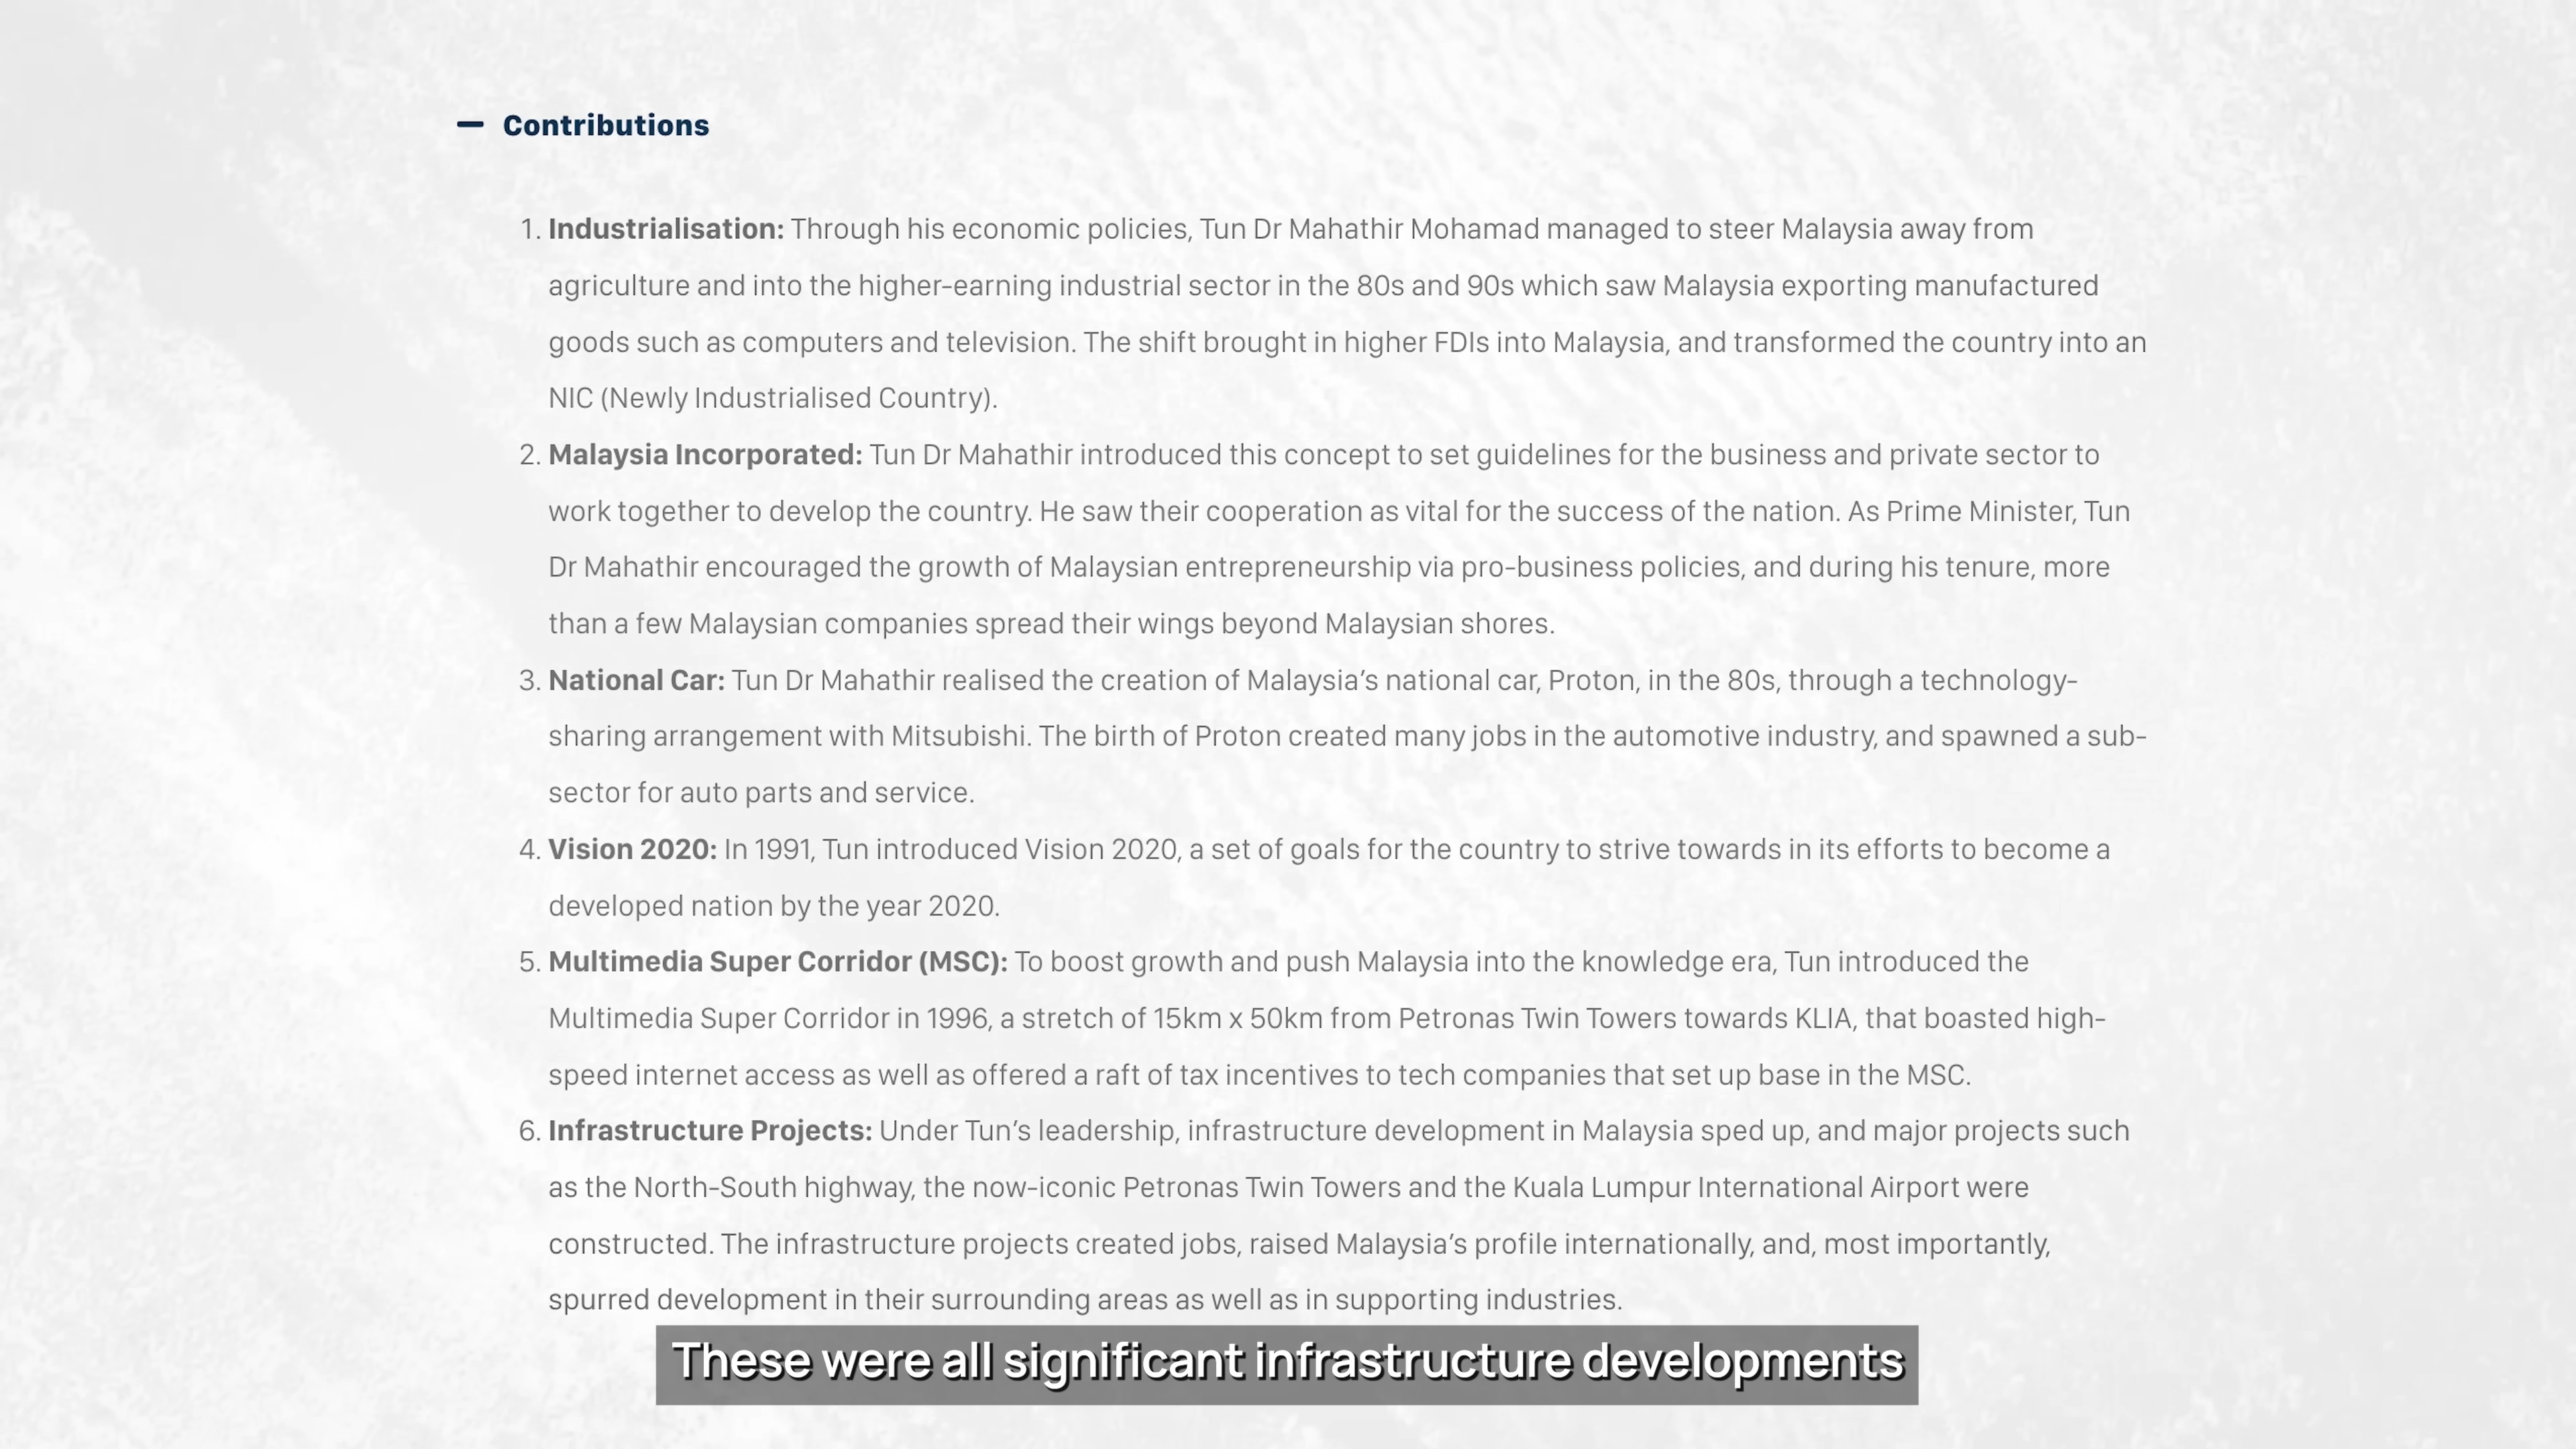 Contributions
1. Industrialisation: Through his economic policies, Tun Dr Mahathir Mohamad managed to steer Malaysia away from
agriculture and into the higher-earning industrial sector in the 80s and 90s which saw Malaysia exporting manufactured
goods such as computers and television. The shift brought in higher FDIs into Malaysia, and transformed the country into an
NIC (Newly Industrialised Country).
2. Malaysia Incorporated: Tun Dr Mahathir introduced this concept to set guidelines for the business and private sector to
work together to develop the country. He saw their cooperation as vital for the success of the nation. As Prime Minister, Tun
Dr Mahathir encouraged the growth of Malaysian entrepreneurship via pro-business policies, and during his tenure, more
than a few Malaysian companies spread their wings beyond Malaysian shores.
3. National Car: Tun Dr Mahathir realised the creation of Malaysia’s national car, Proton, in the 80s, through a technology-
sharing arrangement with Mitsubishi. The birth of Proton created many jobs in the automotive industry, and spawned a sub-
sector for auto parts and service.
4. Vision 2020: In 1991, Tun introduced Vision 2020, a set of goals for the country to strive towards in its efforts to become a
developed nation by the year 2020.
5. Multimedia Super Corridor (MSC): To boost growth and push Malaysia into the knowledge era, Tun introduced the
Multimedia Super Corridor in 1996, a stretch of 15km x 50km from Petronas Twin Towers towards KLIA, that boasted high-
speed internet access as well as offered a raft of tax incentives to tech companies that set up base in the MSC.
6. Infrastructure Projects: Under Tun’s leadership, infrastructure development in Malaysia sped up, and major projects such
as the North-South highway, the now-iconic Petronas Twin Towers and the Kuala Lumpur International Airport were
constructed. The infrastructure projects created jobs, raised Malaysia’s profile internationally, and, most importantly,
spurred development in their surrounding areas as well as in supporting industries.
These were all significant infrastructure developments